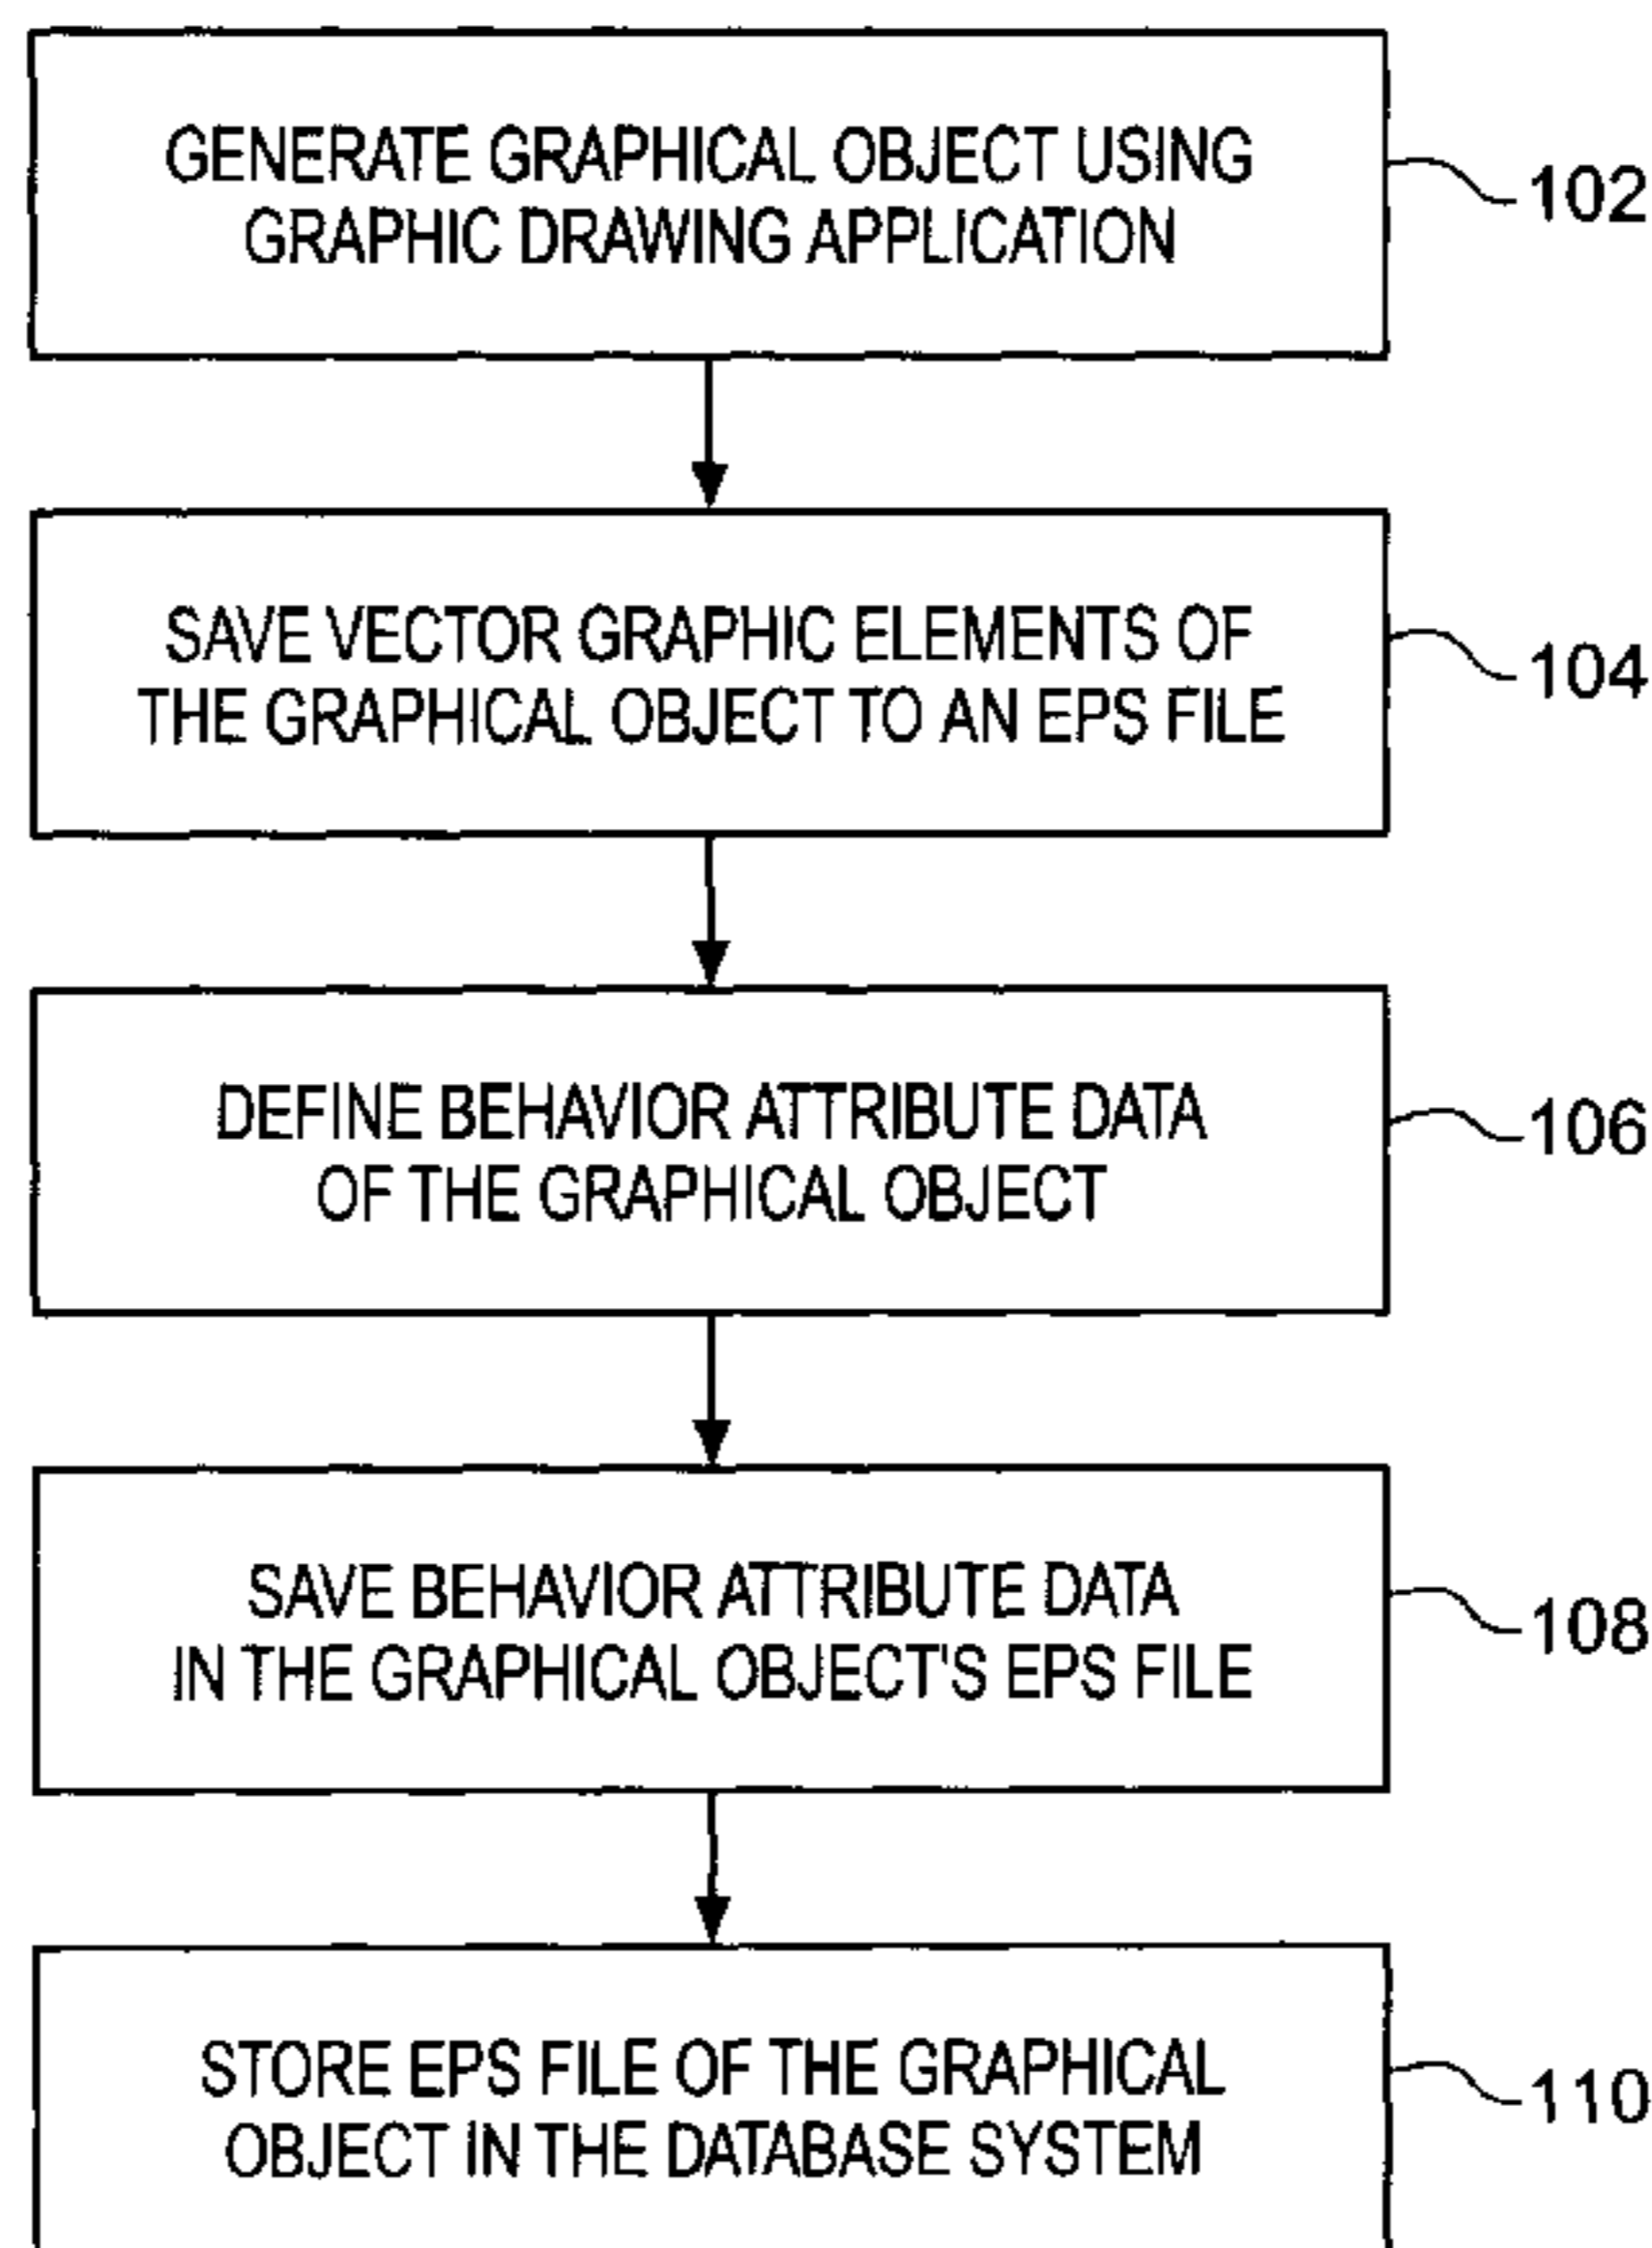 GENERATE GRAPHICAL OBJECT USING
GRAPHIC DRAWING APPLICATION
102
SAVE VECTOR GRAPHIC ELEMENTS OF
THE GRAPHICAL OBJECT TO AN EPS FILE
104
DEFINE BEHAVIOR ATTRIBUTE DATA
OF THE GRAPHICAL OBJECT
106
SAVE BEHAVIOR ATTRIBUTE DATA
IN THE GRAPHICAL OBJECT'S EPS FILE
108
STORE EPS FILE OF THE GRAPHICAL
OBJECT IN THE DATABASE SYSTEM
110